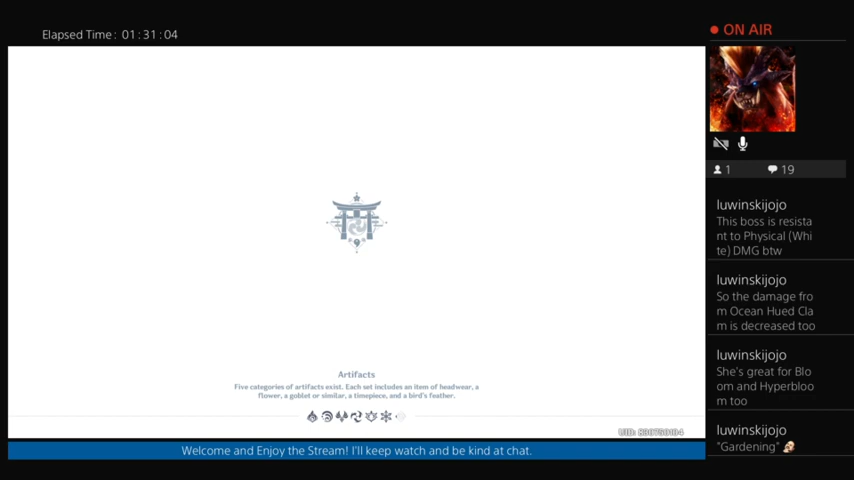 Elapsed Time: 01:31:04
ON AIR
1
19
luwinskijojo
This boss is resista
nt to Physical (Whi
te) DMG btw
luwinskijojo
So the damage fro
m Ocean Hued Cla
m is decreased too
luwinskijojo
She's great for Blo
om and Hyperbloo
m too
luwinskijojo
"Gardening"
Artifacts
Five categories of artifacts exist. Each set includes an item of headwear, a
flower, a goblet or similar, a timepiece, and a bird's feather.
Welcome and Enjoy the Stream! I'll keep watch and be kind at chat.